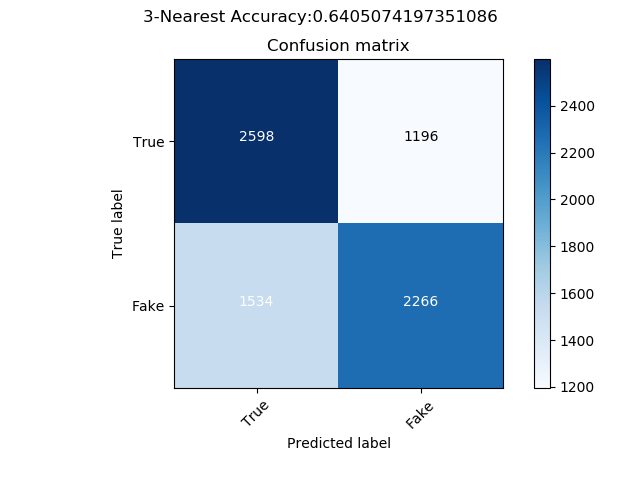 3-Nearest Accuracy:0.6405074197351086
Confusion matrix
True label
True
Fake
2598
1196
1534
2266
True
Fake
Predicted label
2400
2200
2000
1800
1600
1400
1200